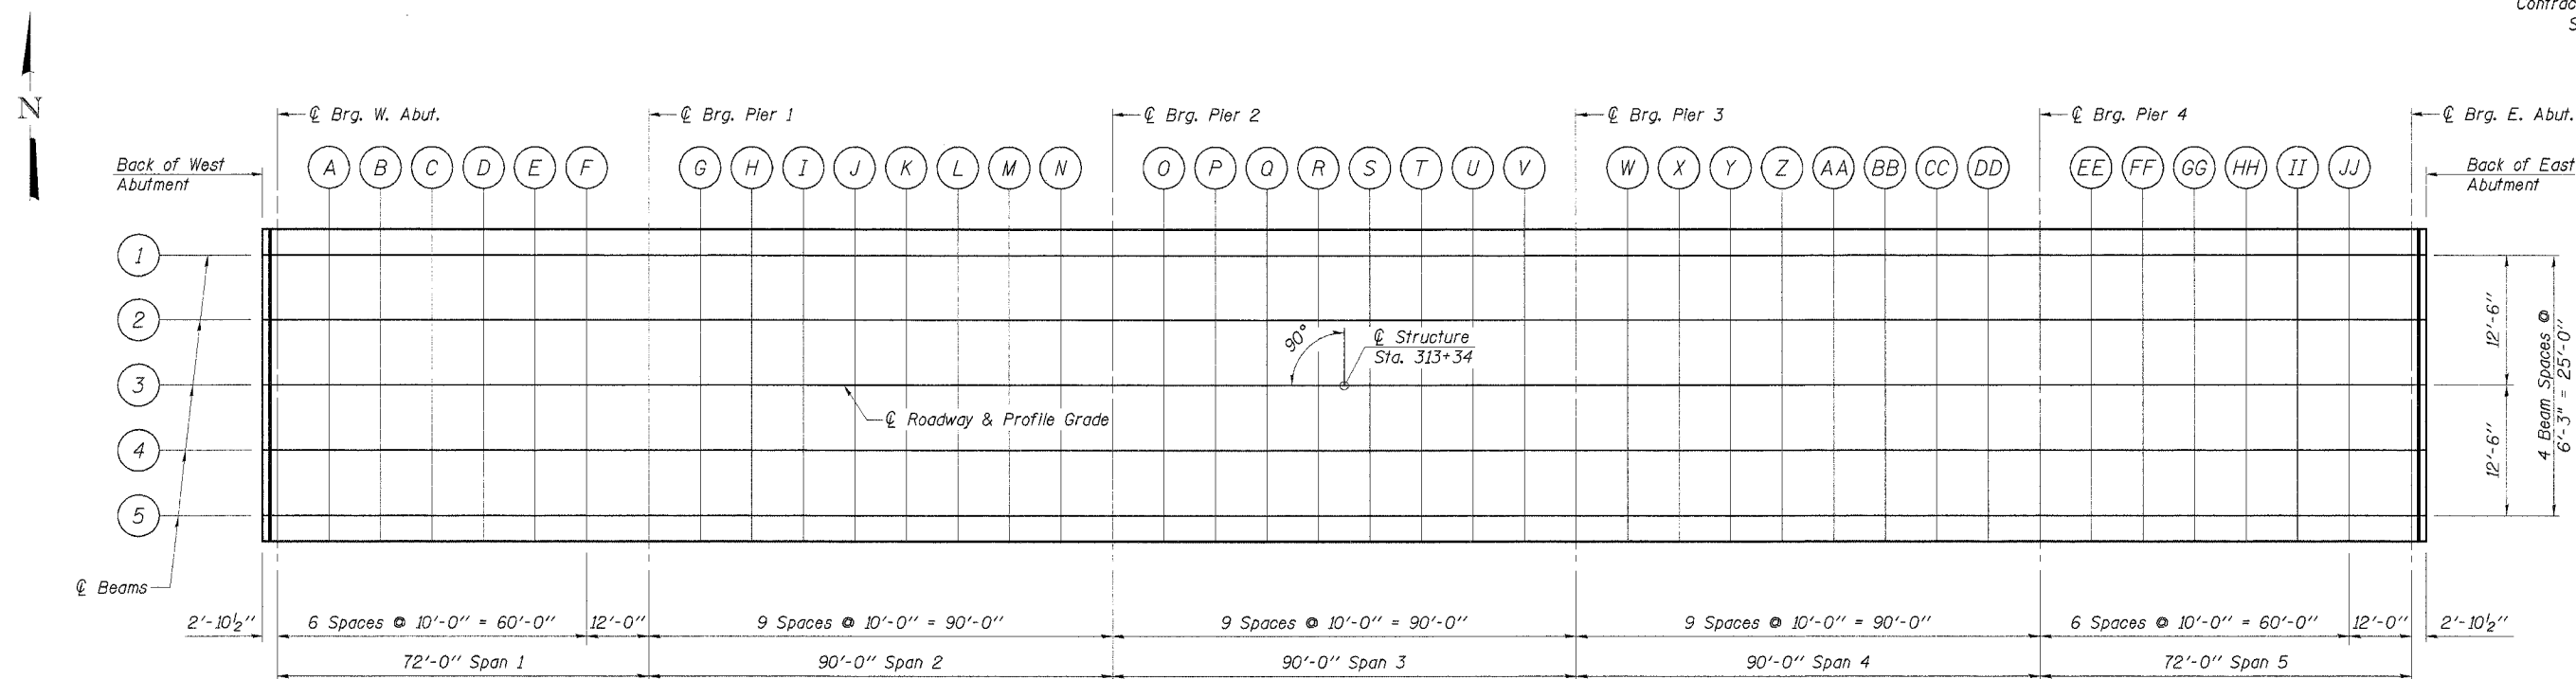 Contrac
S
N
℄ Brg. W. Abut.
℄ Brg. Pier 1
℄ Brg. Pier 2
℄ Brg. Pier 3
℄ Brg. Pier 4
℄ Brg. E. Abut.
Back of West
Abutment
A B C D E F G H I J K L M N O P Q R S T U V W X Y Z AA BB CC DD EE FF GG HH II JJ
Back of East
Abutment
1
2
3
4
5
90°
℄ Structure
Sta. 313+34
℄ Roadway & Profile Grade
12'-6"
12'-6"
4 Beam Spaces @
6'-3" = 25'-0"
℄ Beams
2'-10½"
6 Spaces @ 10'-0" = 60'-0"
12'-0"
9 Spaces @ 10'-0" = 90'-0"
9 Spaces @ 10'-0" = 90'-0"
9 Spaces @ 10'-0" = 90'-0"
6 Spaces @ 10'-0" = 60'-0"
12'-0"
2'-10½"
72'-0" Span 1
90'-0" Span 2
90'-0" Span 3
90'-0" Span 4
72'-0" Span 5